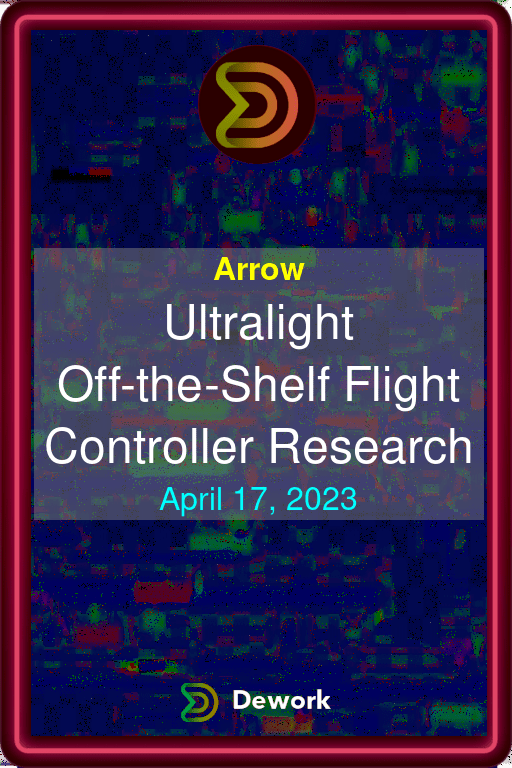 Arrow
Ultralight
Off-the-Shelf Flight
Controller Research
April 17, 2023
Dework